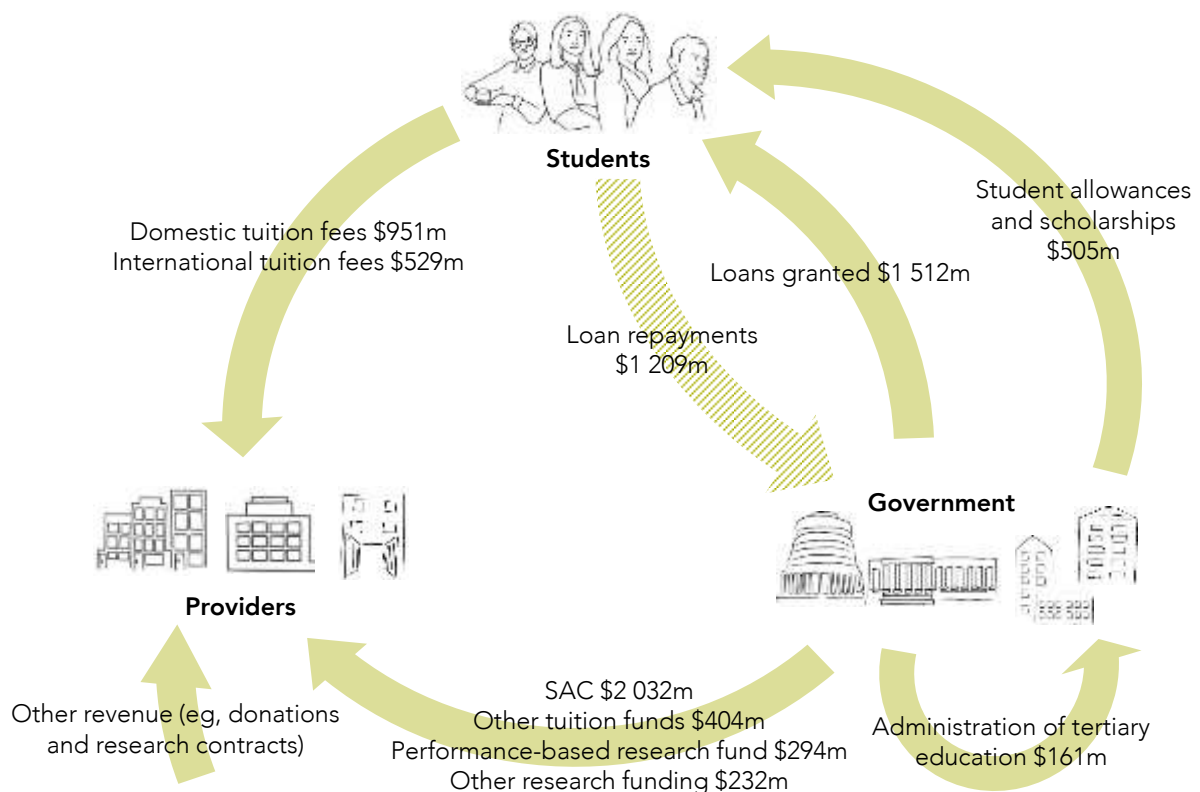 Students
Student allowances
and scholarships
$505m
Domestic tuition fees $951m
International tuition fees $529m
Loans granted $1 512m
Loan repayments
$1 209m
Government
Providers
Other revenue (eg, donations
and research contracts)
SAC $2 032m
Other tuition funds $404m
Performance-based research fund $294m
Other research funding $232m
Administration of tertiary
education $161m